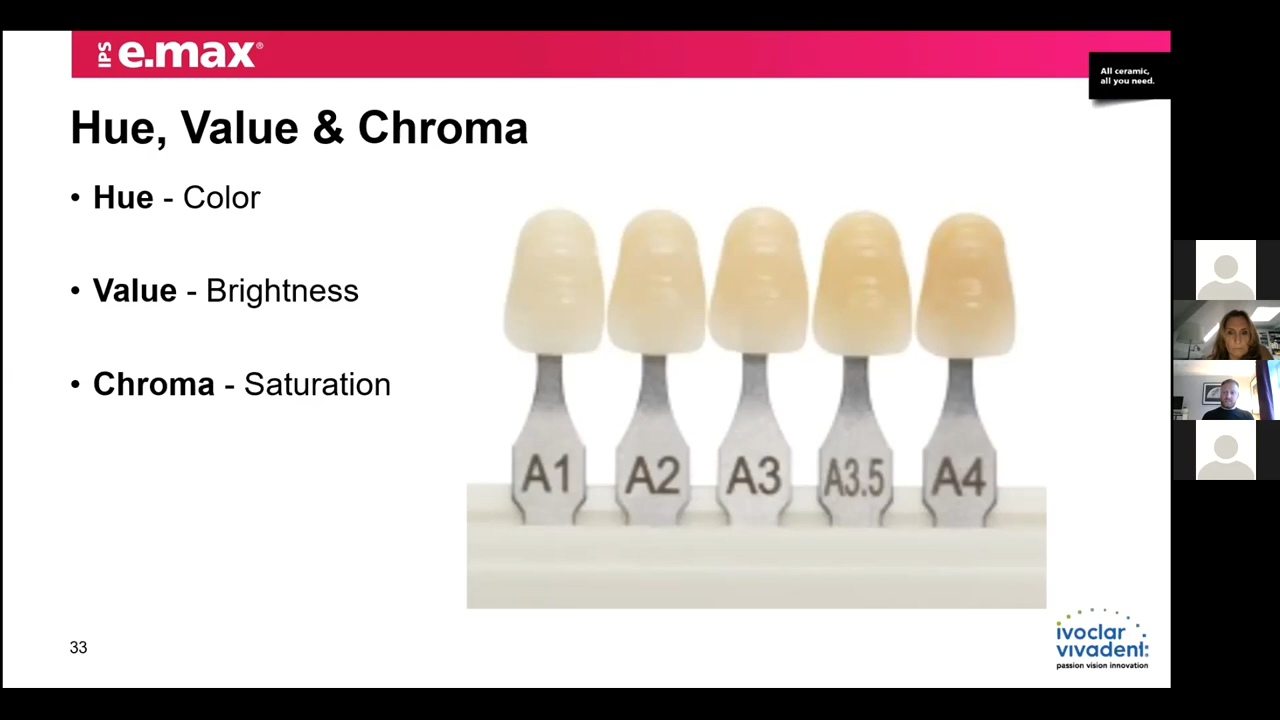 IPS e.max®
All ceramic,
all you need.
Hue, Value & Chroma
• Hue - Color
• Value - Brightness
• Chroma - Saturation
A1 A2 A3 A3.5 A4
33
ivoclar
vivadent:
passion vision innovation